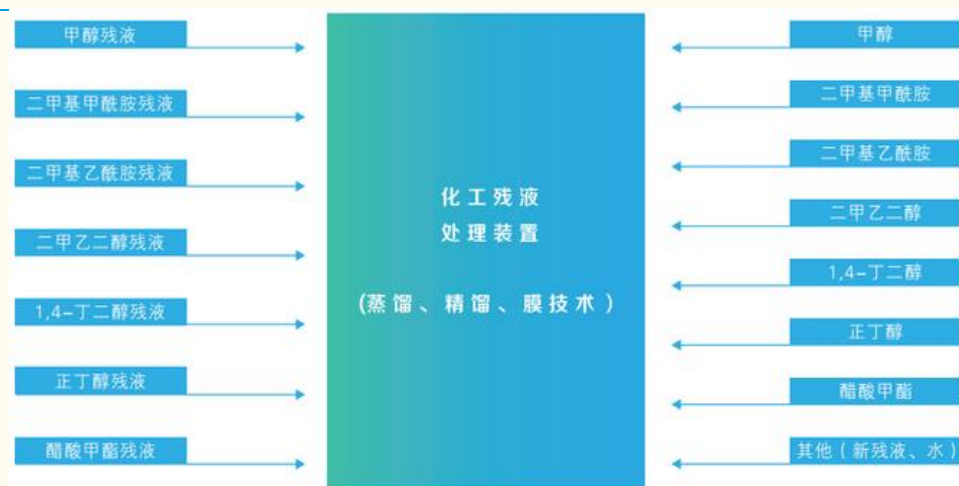 甲醇残液
二甲基甲酰胺残液
二甲基乙酰胺残液
二甲乙二醇残液
1,4-丁二醇残液
正丁醇残液
醋酸甲酯残液
化工残液
处理装置
(蒸馏、精馏、膜技术)
甲醇
二甲基甲酰胺
二甲基乙酰胺
二甲乙二醇
1,4-丁二醇
正丁醇
醋酸甲酯
其他(新残液、水)